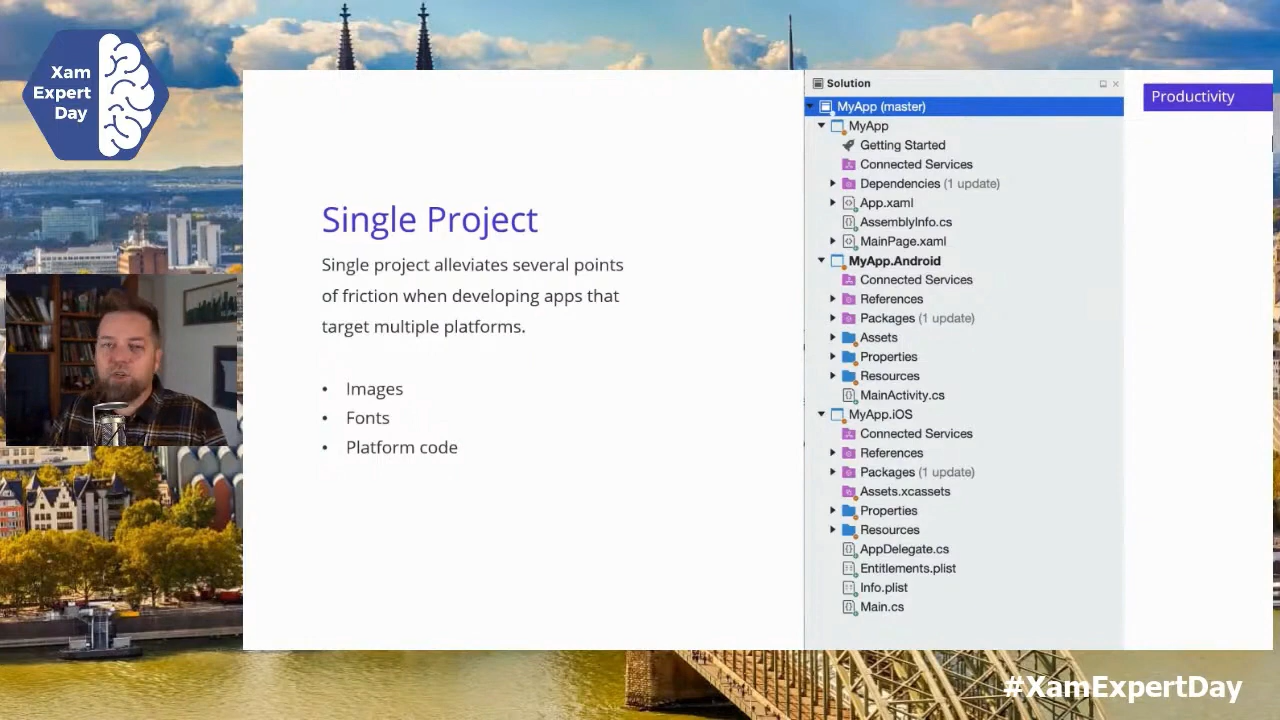 Xam
Expert
Day
Single Project
Single project alleviates several points
of friction when developing apps that
target multiple platforms.
• Images
• Fonts
• Platform code
Solution
MyApp (master)
MyApp
Getting Started
Connected Services
Dependencies (1 update)
App.xaml
AssemblyInfo.cs
MainPage.xaml
MyApp.Android
Connected Services
References
Packages (1 update)
Assets
Properties
Resources
MainActivity.cs
MyApp.iOS
Connected Services
References
Packages (1 update)
Assets.xcassets
Properties
Resources
AppDelegate.cs
Entitlements.plist
Info.plist
Main.cs
Productivity
#XamExpertDay